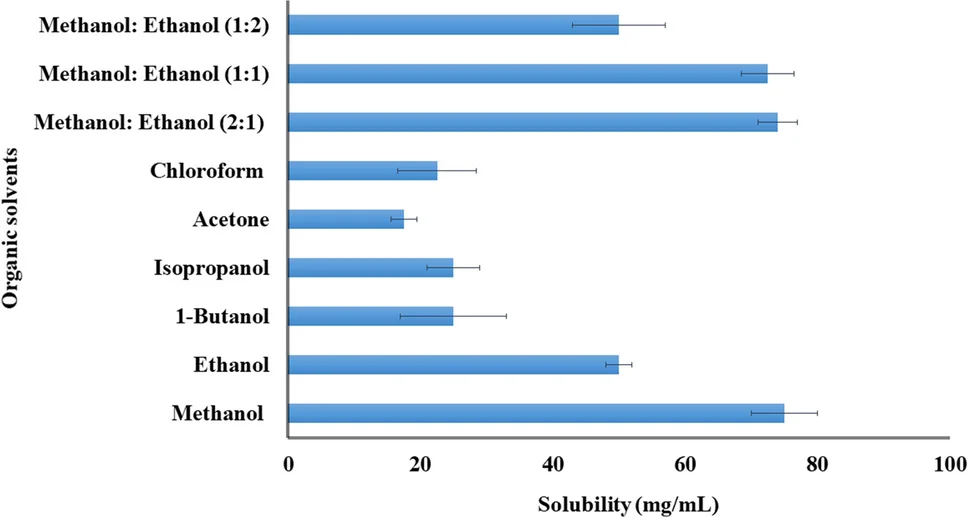 Methanol: Ethanol (1:2)
Methanol: Ethanol (1:1)
Methanol: Ethanol (2:1)
Chloroform
Acetone
Isopropanol
1-Butanol
Ethanol
Methanol
Organic solvents
0 20 40 60 80 100
Solubility (mg/mL)